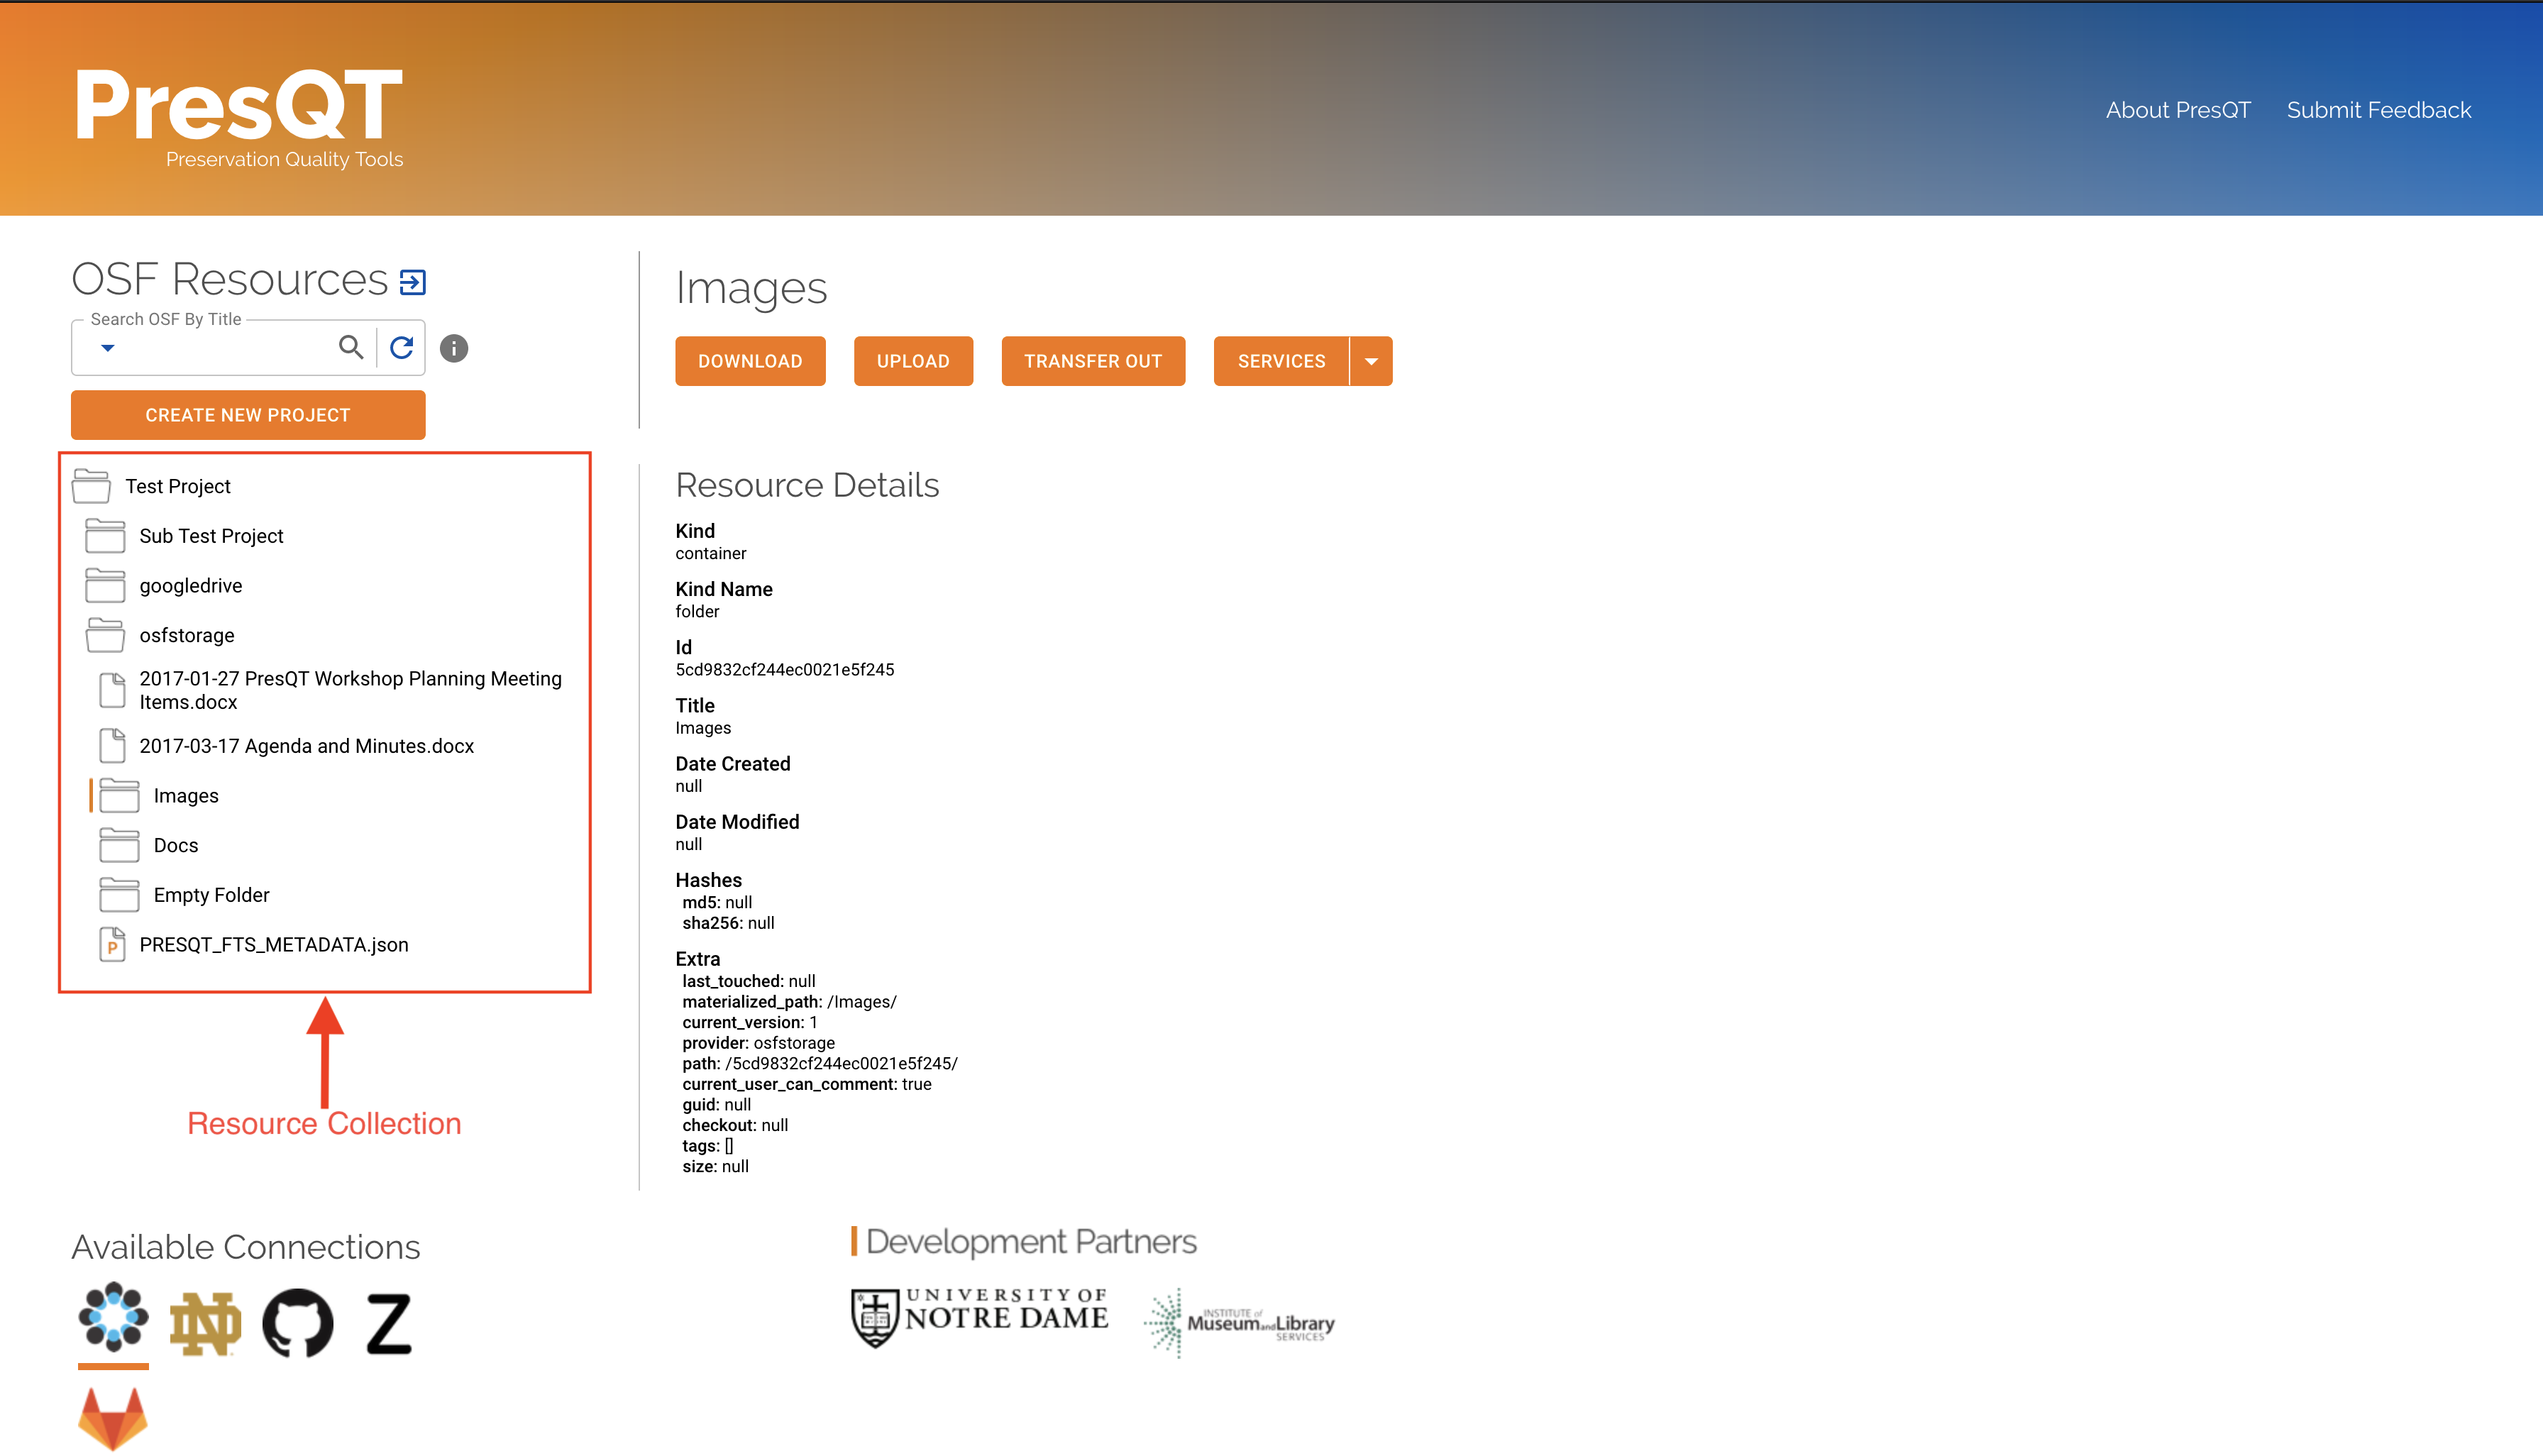 PresQT
Preservation Quality Tools
About PresQT
Submit Feedback
OSF Resources
Search OSF By Title
CREATE NEW PROJECT
Test Project
Sub Test Project
googledrive
osfstorage
2017-01-27 PresQT Workshop Planning Meeting
Items.docx
2017-03-17 Agenda and Minutes.docx
Images
Docs
Empty Folder
P
PRESQT_FTS_METADATA.json
Resource Collection
Images
DOWNLOAD
UPLOAD
TRANSFER OUT
SERVICES
Resource Details
Kind
container
Kind Name
folder
Id
5cd9832cf244ec0021e5f245
Title
Images
Date Created
null
Date Modified
null
Hashes
md5: null
sha256: null
Extra
last_touched: null
materialized_path: /Images/
current_version: 1
provider: osfstorage
path: /5cd9832cf244ec0021e5f245/
current_user_can_comment: true
guid: null
checkout: null
tags: []
size: null
Available Connections
ND
Z
Development Partners
UNIVERSITY OF
NOTRE DAME
INSTITUTE of
Museum and Library
SERVICES